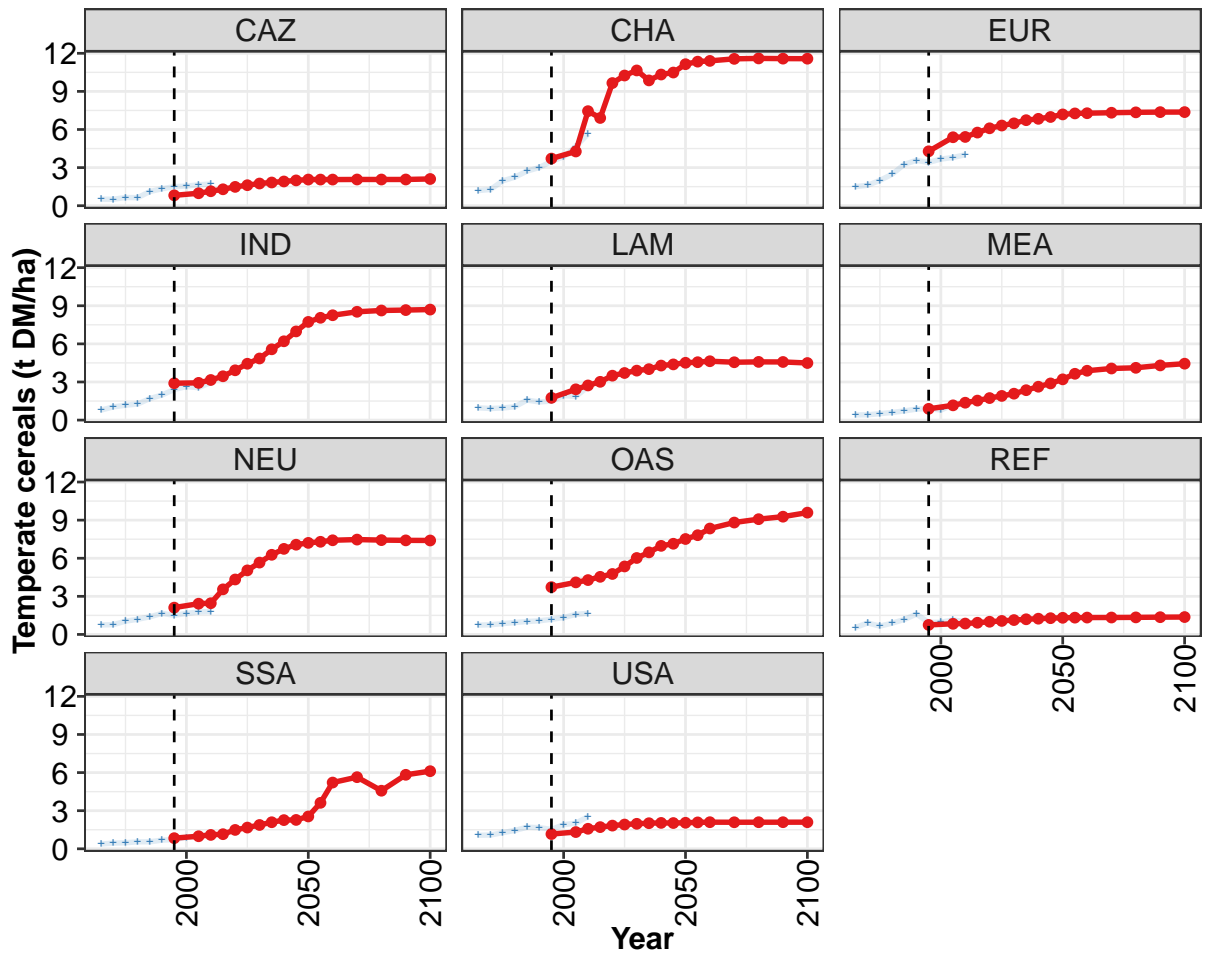 CAZ CHA EUR
12
9
6
3
0
IND LAM MEA
12
9
6
3
0
NEU OAS REF
12
9
6
3
0
2000 2050 2100
SSA USA
12
9
6
3
0
2000 2050 2100 2000 2050 2100
Year
Temperate cereals (t DM/ha)